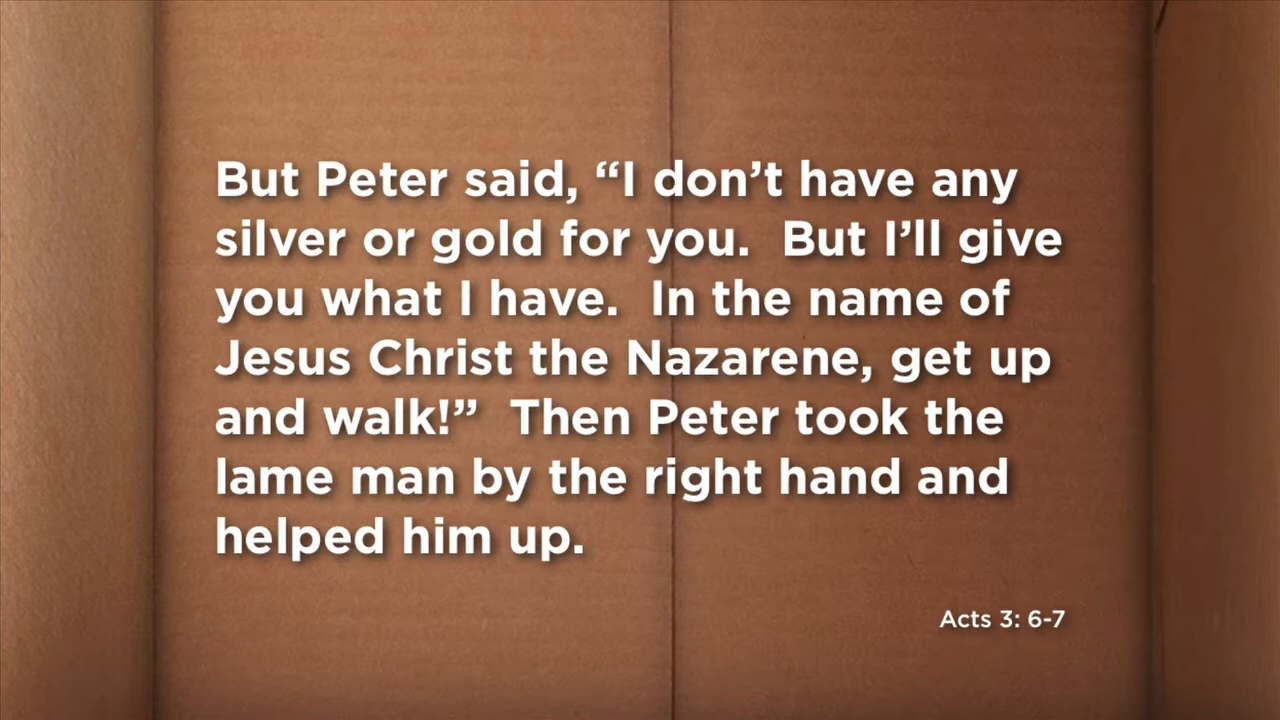 But Peter said, “I don’t have any
silver or gold for you.  But I’ll give
you what I have.  In the name of
Jesus Christ the Nazarene, get up
and walk!”  Then Peter took the
lame man by the right hand and
helped him up.
Acts 3: 6-7